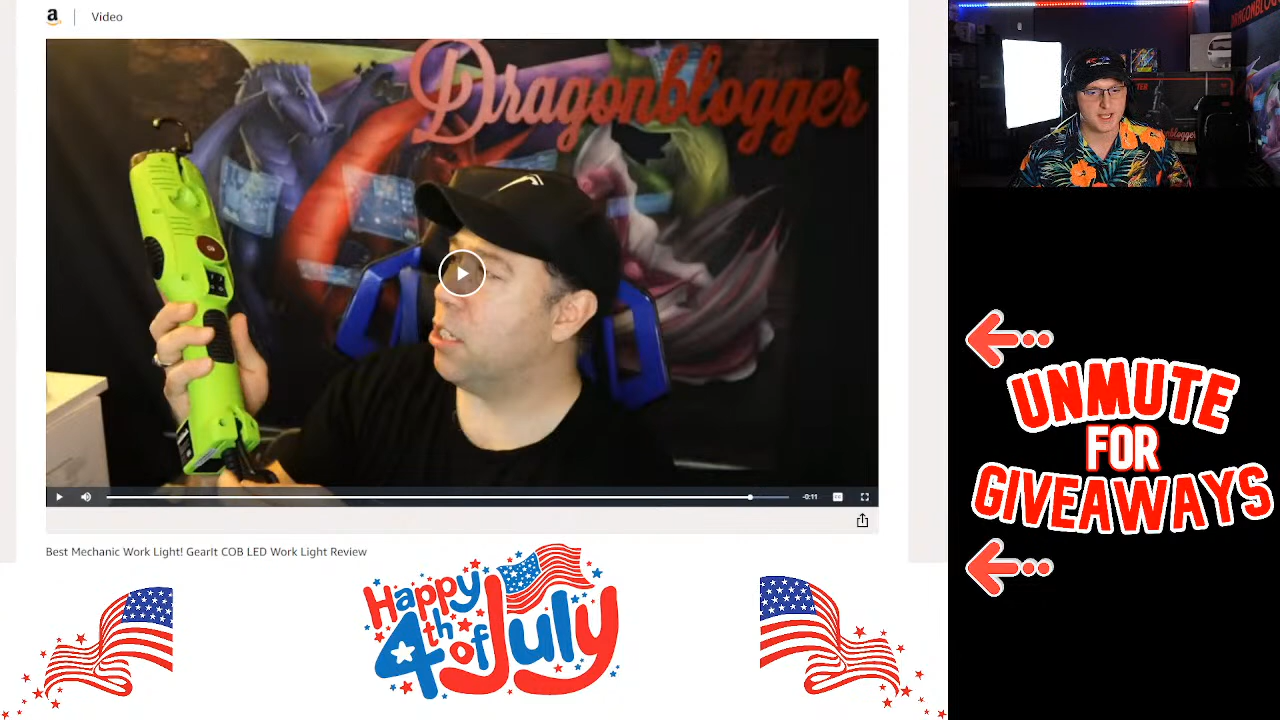 a
Video
Dragonblogger
-0:11
Best Mechanic Work Light! GearIt COB LED Work Light Review
Happy
4th of July
UNMUTE
FOR
GIVEAWAYS